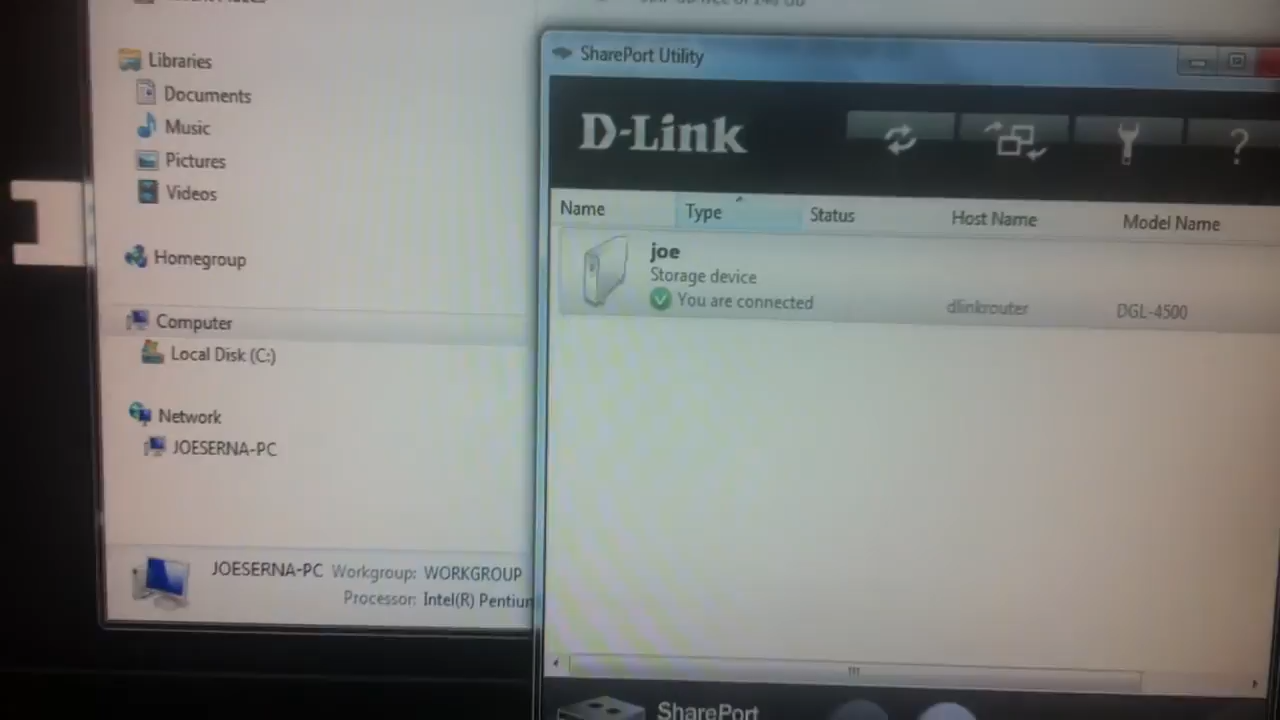 Libraries
Documents
Music
Pictures
Videos
Homegroup
Computer
Local Disk (C:)
Network
JOESERNA-PC
JOESERNA-PC Workgroup: WORKGROUP
Processor: Intel(R) Pentium
SharePort Utility
D-Link
?
Name Type Status Host Name Model Name
joe
Storage device
You are connected dlinkrouter DGL-4500
SharePort